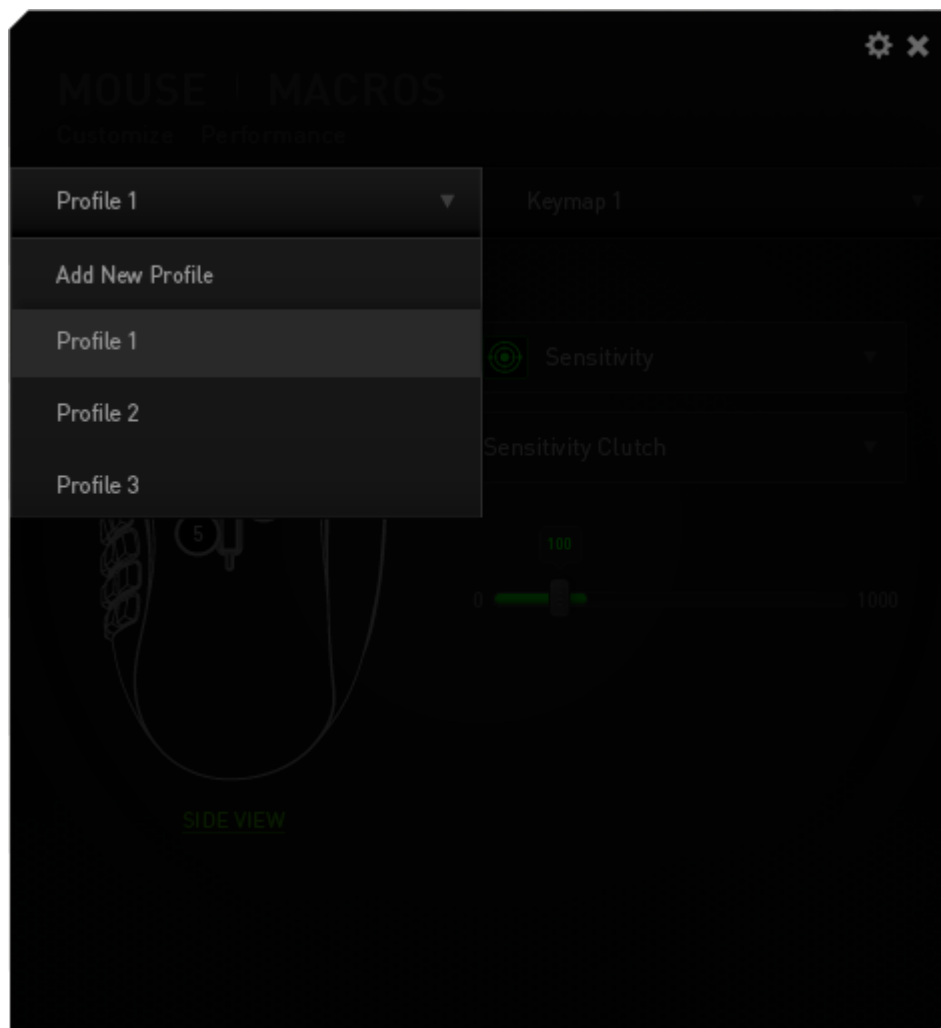 MOUSE | MACROS
Customize Performance
Profile 1 ▼ Keymap 1 ▼
Add New Profile
Profile 1
Sensitivity ▼
Profile 2
Sensitivity Clutch ▼
Profile 3
5
100
0 1000
SIDE VIEW